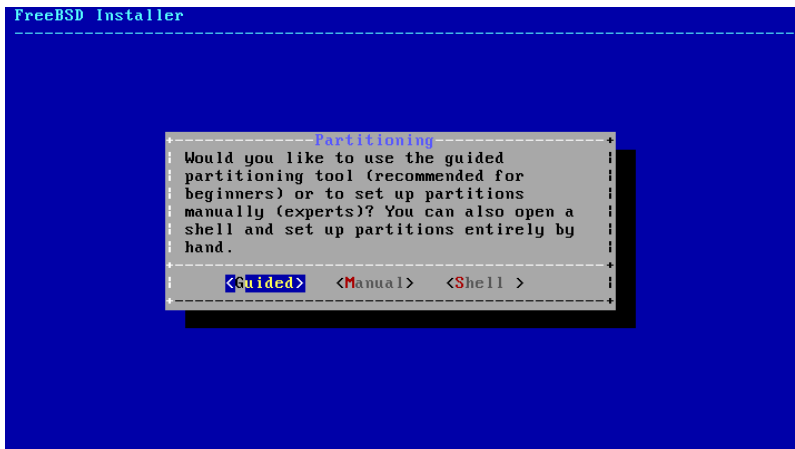 FreeBSD Installer
Partitioning
Would you like to use the guided
partitioning tool (recommended for
beginners) or to set up partitions
manually (experts)? You can also open a
shell and set up partitions entirely by
hand.
<Guided> <Manual> <Shell >